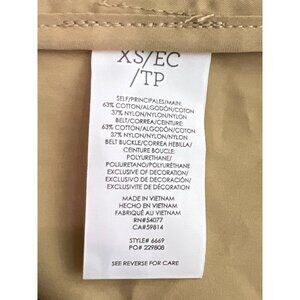 XS/EC
/TP
SELF/PRINCIPALES/MAIN:
63% COTTON/ALGODÓN/COTON
37% NYLON/NYLON/NYLON
BELT/CORREA/CEINTURE:
63% COTTON/ALGODÓN/COTON
37% NYLON/NYLON/NYLON
BELT BUCKLE/CORREA HEBILLA/
CEINTURE BOUCLE:
POLYURETHANE/
POLIURETANO/POLYURÉTHANE
EXCLUSIVE OF DECORATION/
EXCLUSIVO DE DECORACIÓN/
EXCLUSIVITE DE DÉCORATION
MADE IN VIETNAM
HECHO EN VIETNAM
FABRIQUÉ AU VIETNAM
RN#54077
CA#59814
STYLE# 6669
PO# 229808
SEE REVERSE FOR CARE